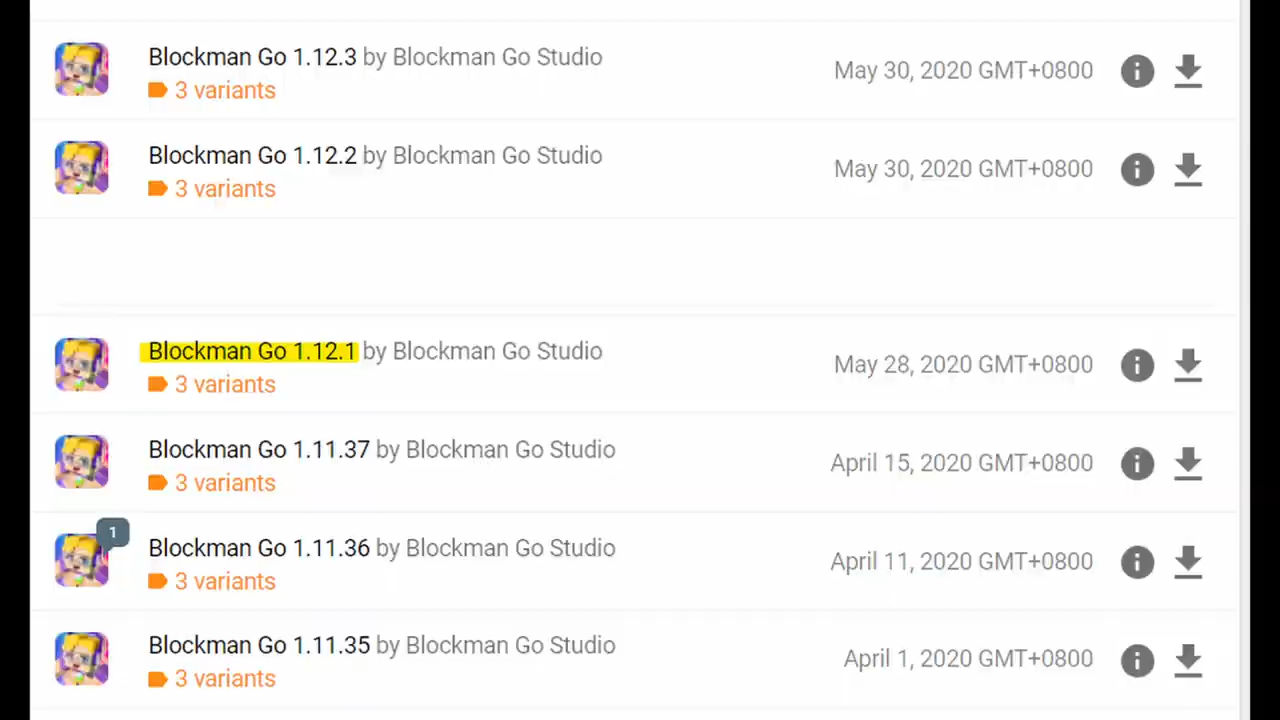 Blockman Go 1.12.3 by Blockman Go Studio
3 variants
May 30, 2020 GMT+0800
Blockman Go 1.12.2 by Blockman Go Studio
3 variants
May 30, 2020 GMT+0800
Blockman Go 1.12.1 by Blockman Go Studio
3 variants
May 28, 2020 GMT+0800
Blockman Go 1.11.37 by Blockman Go Studio
3 variants
April 15, 2020 GMT+0800
1
Blockman Go 1.11.36 by Blockman Go Studio
3 variants
April 11, 2020 GMT+0800
Blockman Go 1.11.35 by Blockman Go Studio
3 variants
April 1, 2020 GMT+0800